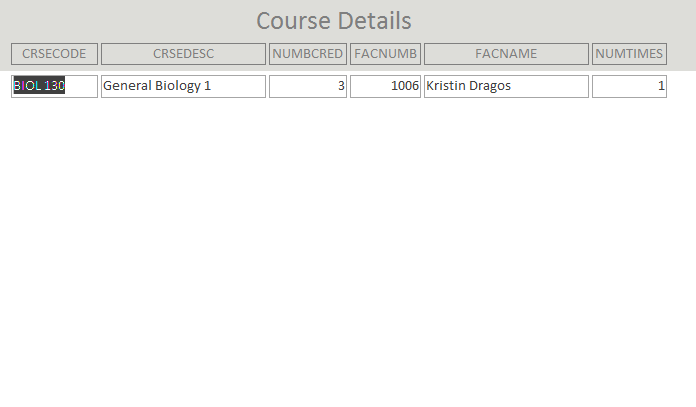 Course Details
CRSECODE CRSEDESC NUMBCRED FACNUMB FACNAME NUMTIMES
BIOL 130 General Biology 1 3 1006 Kristin Dragos 1